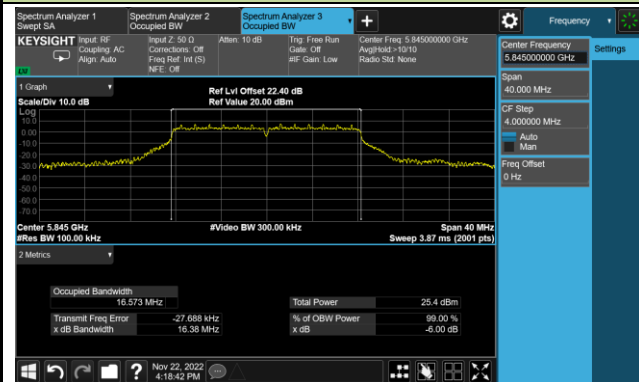 Spectrum Analyzer 1
Swept SA
Spectrum Analyzer 2
Occupied BW
Spectrum Analyzer 3
Occupied BW
Frequency
KEYSIGHT
Input: RF
Coupling: AC
Align: Auto
Input Z: 50 Ω
Corrections: Off
Freq Ref: Int (S)
NFE: Off
Atten: 10 dB
Trig: Free Run
Gate: Off
#IF Gain: Low
Center Freq: 5.845000000 GHz
Avg|Hold:>10/10
Radio Std: None
LXI
1 Graph
Scale/Div 10.0 dB
Ref Lvl Offset 22.40 dB
Ref Value 20.00 dBm
Log
10.0
0.00
-10.0
-20.0
-30.0
-40.0
-50.0
-60.0
-70.0
Center 5.845 GHz
#Res BW 100.00 kHz
#Video BW 300.00 kHz
Span 40 MHz
Sweep 3.87 ms (2001 pts)
2 Metrics
Occupied Bandwidth
16.573 MHz
Transmit Freq Error -27.688 kHz
x dB Bandwidth 16.38 MHz
Total Power 25.4 dBm
% of OBW Power 99.00 %
x dB -6.00 dB
Center Frequency
5.845000000 GHz
Span
40.000 MHz
CF Step
4.000000 MHz
Auto
Man
Freq Offset
0 Hz
Settings
Nov 22, 2022
4:18:42 PM